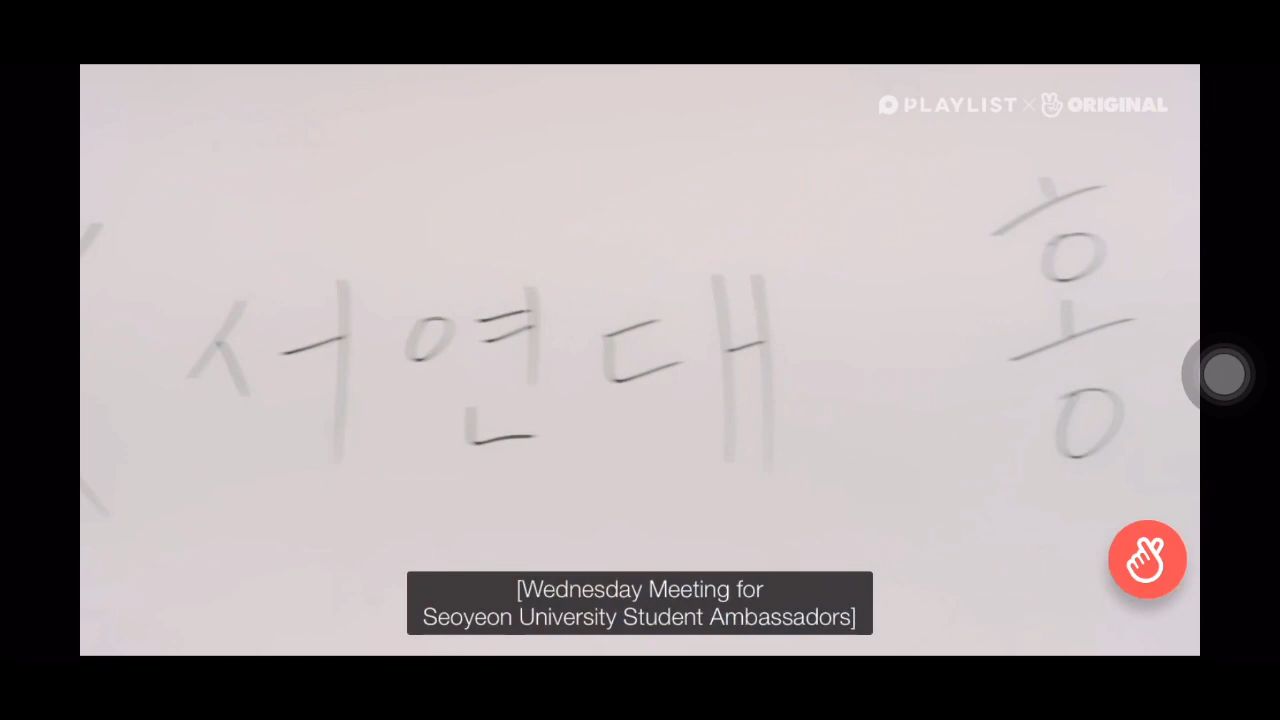 PLAYLIST × ORIGINAL
서연대 홍
[Wednesday Meeting for
Seoyeon University Student Ambassadors]